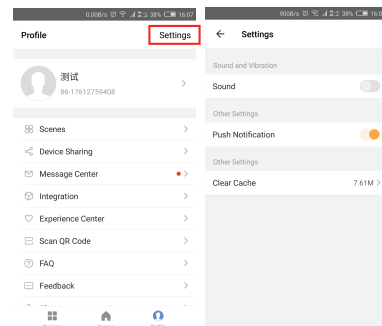 0.00B/s 38% 16:07
Profile
Settings
测试
86-17612759408
Scenes
Device Sharing
Message Center
Integration
Experience Center
Scan QR Code
FAQ
Feedback
Profile
900B/s 38% 16:0
Settings
Sound and Vibration
Sound
Other Settings
Push Notification
Other Settings
Clear Cache 7.61M